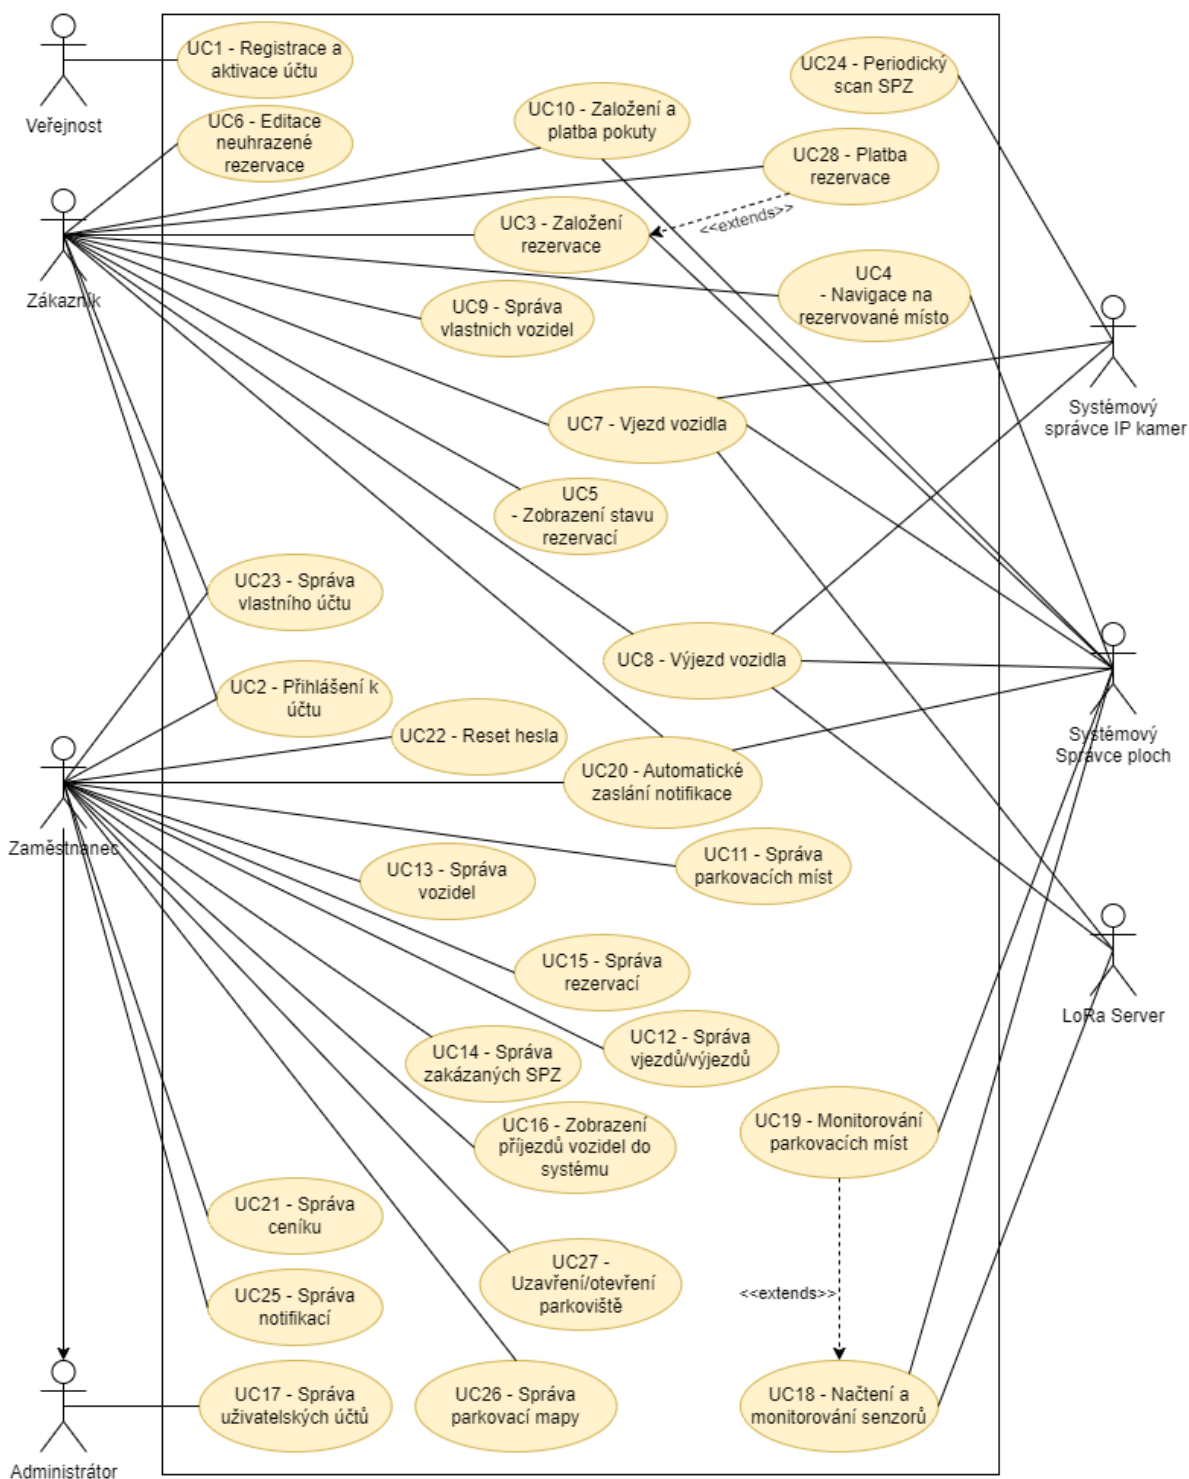 UC1 - Registrace a
aktivace účtu
Veřejnost
UC24 - Periodický
scan SPZ
UC10 - Založení a
platba pokuty
UC6 - Editace
neuhrazené
rezervace
UC28 - Platba
rezervace
<<extends>>
UC3 - Založení
rezervace
Zákazník
UC4
- Navigace na
rezervované místo
UC9 - Správa
vlastnich vozidel
Systémový
správce IP kamer
UC7 - Vjezd vozidla
UC5
- Zobrazení stavu
rezervací
UC23 - Správa
vlastního účtu
UC8 - Výjezd vozidla
UC2 - Přihlášení k
účtu
UC22 - Reset hesla
Systémový
Správce ploch
UC20 - Automatické
zaslání notifikace
Zaměstnanec
UC11 - Správa
parkovacích míst
UC13 - Správa
vozidel
UC15 - Správa
rezervací
LoRa Server
UC12 - Správa
vjezdů/výjezdů
UC14 - Správa
zakázaných SPZ
UC16 - Zobrazení
příjezdů vozidel do
systému
UC19 - Monitorování
parkovacích míst
UC21 - Správa
ceníku
UC27 -
Uzavření/otevření
parkoviště
<<extends>>
UC25 - Správa
notifikací
UC17 - Správa
uživatelských účtů
UC26 - Správa
parkovací mapy
UC18 - Načtení a
monitorování senzorů
Administrátor